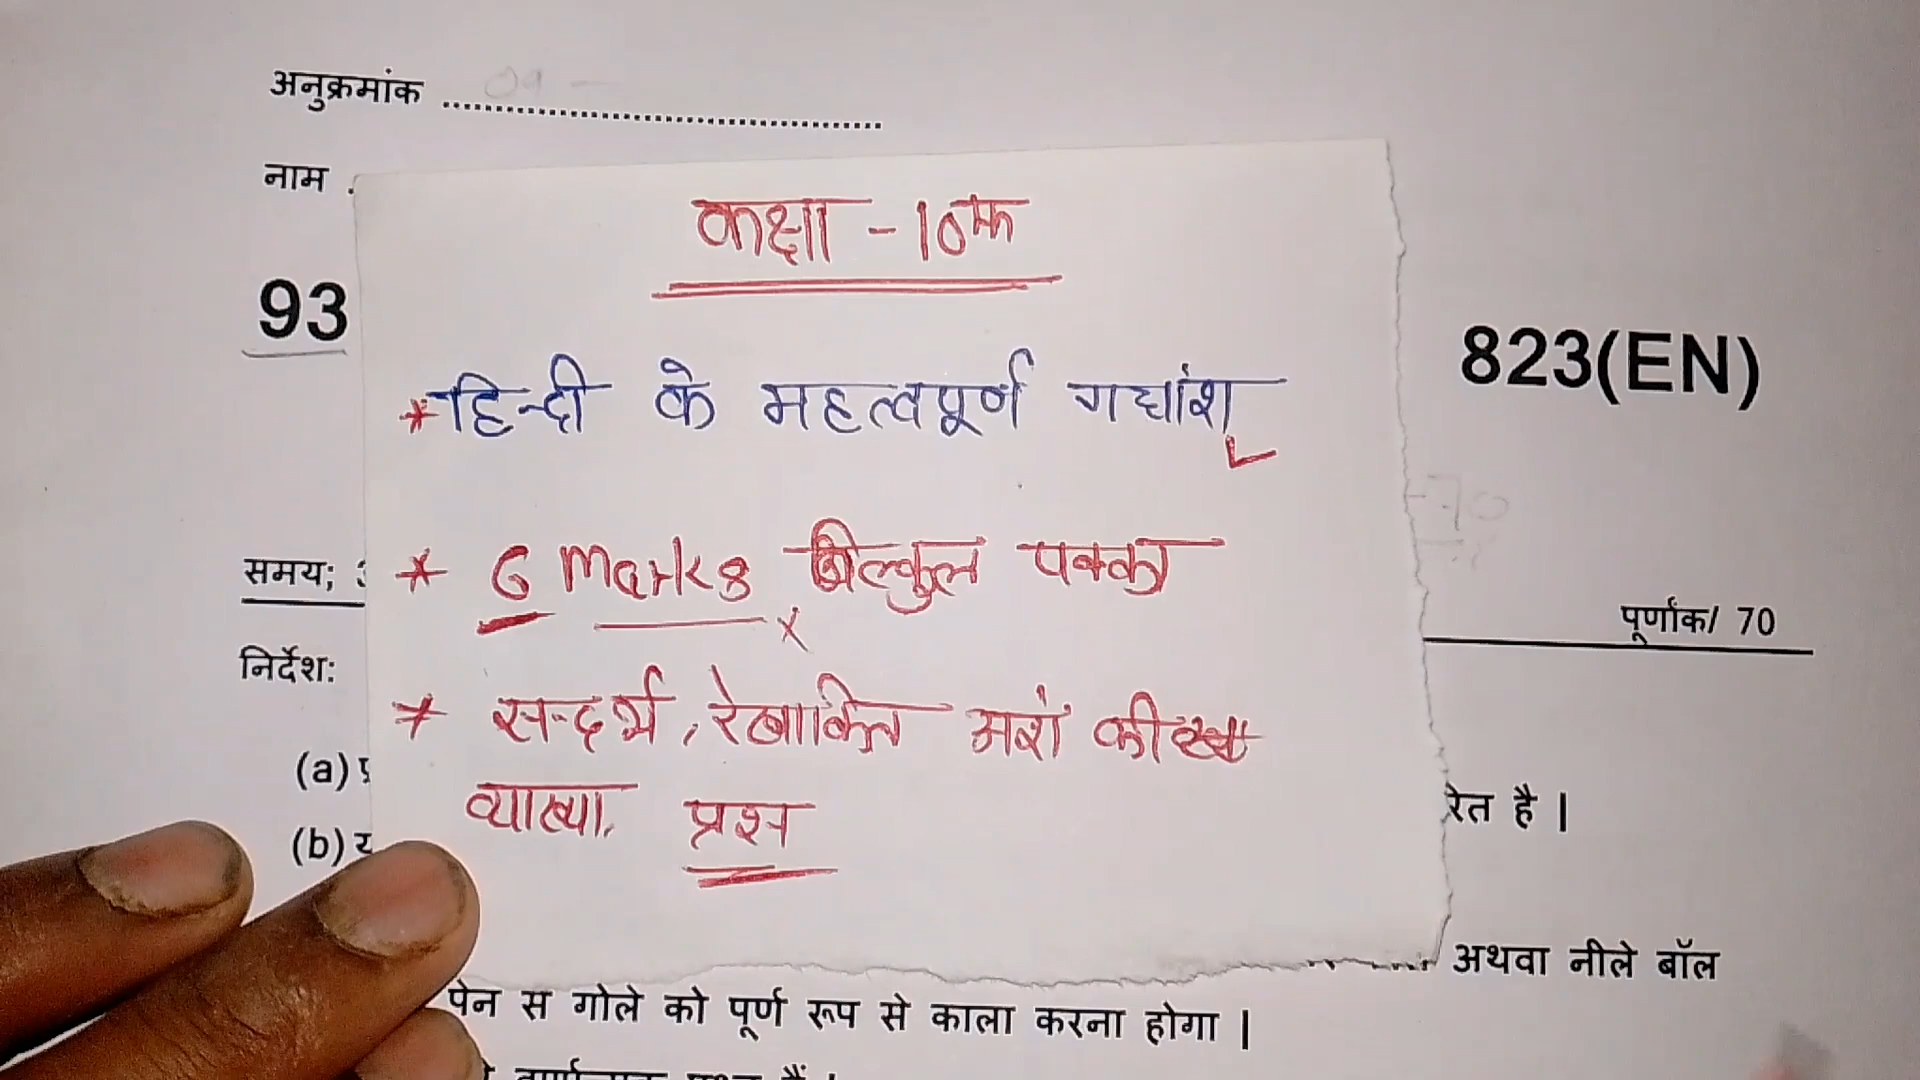 अनुक्रमांक ..........................................
नाम .
कक्षा - 10th
93
823(EN)
* हिन्दी के महत्वपूर्ण गद्यांश
* 6 Marks बिल्कुल पक्का
समय;
पूर्णांक/ 70
निर्देश:
* सन्दर्भ, रेखांकित अंशों की
व्याख्या, प्रश्न
(a)
रेत है |
(b)
अथवा नीले बॉल
पेन स गोले को पूर्ण रूप से काला करना होगा |